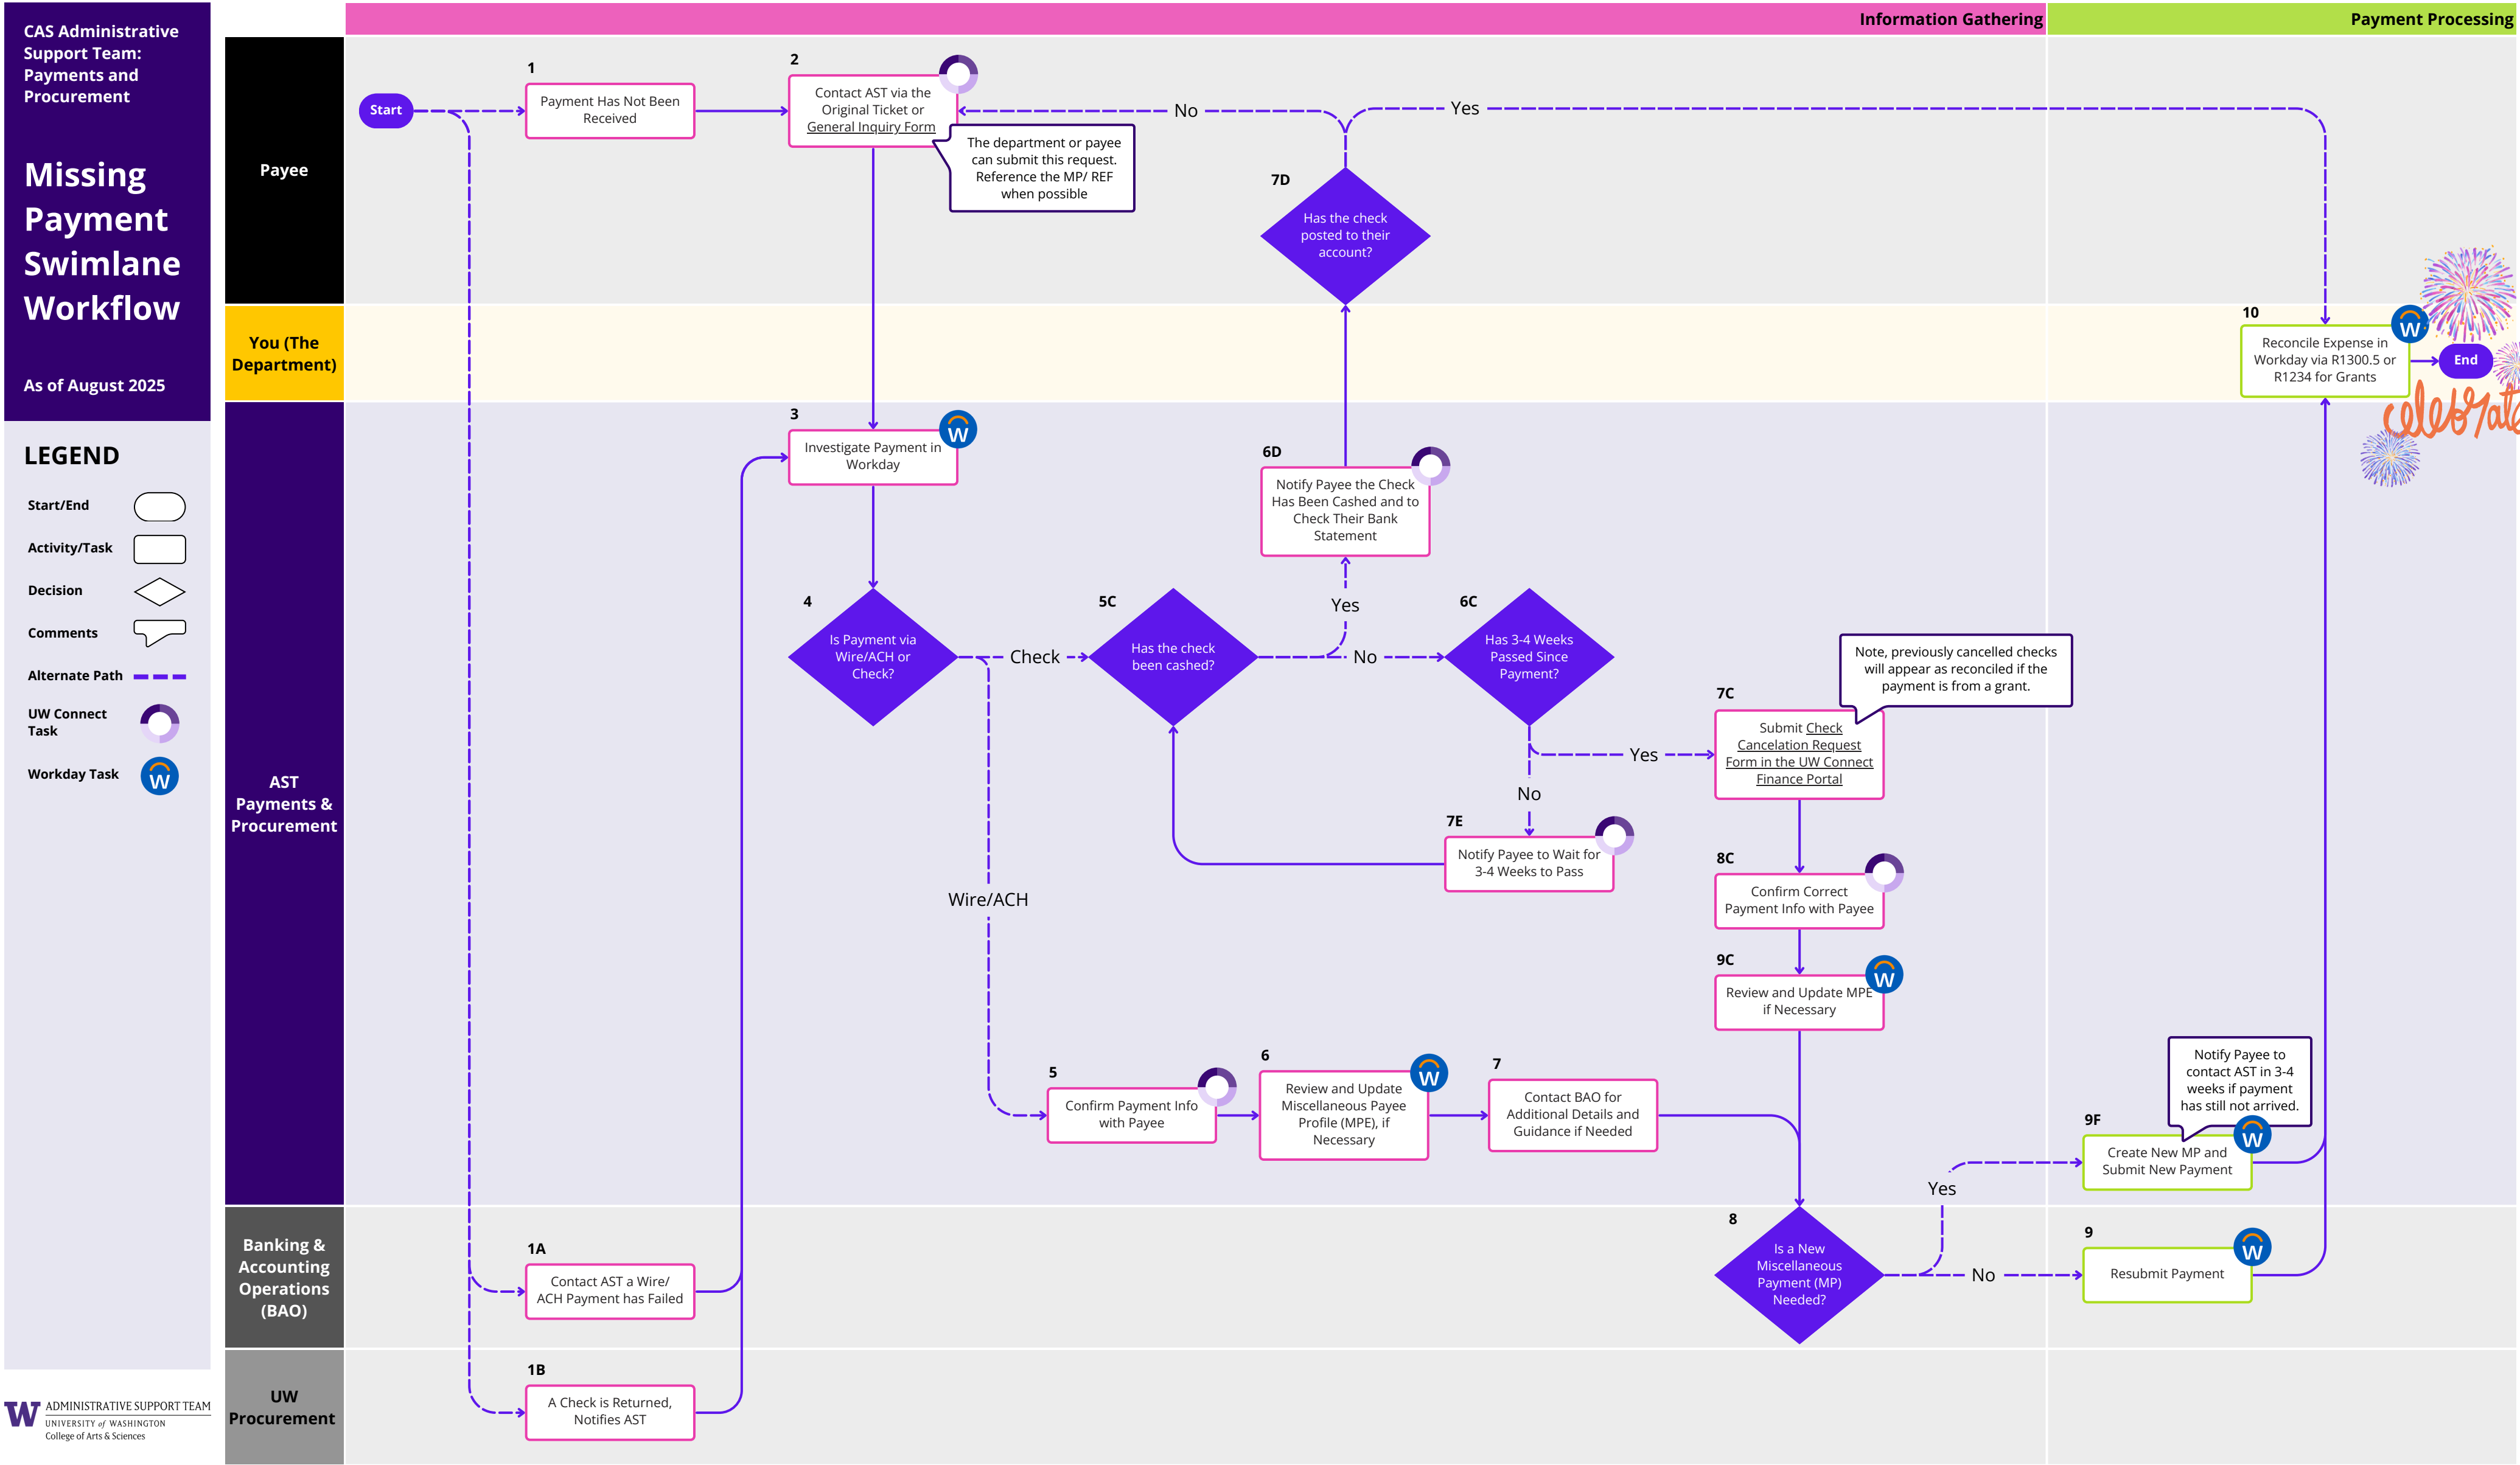 CAS Administrative
Support Team:
Payments and
Procurement
Missing
Payment
Swimlane
Workflow
As of August 2025
LEGEND
Start/End
Activity/Task
Decision
Comments
Alternate Path
UW Connect
Task
Workday Task
W
W ADMINISTRATIVE SUPPORT TEAM
UNIVERSITY of WASHINGTON
College of Arts & Sciences
Information Gathering
Payment Processing
Payee
Start
1
Payment Has Not Been
Received
2
Contact AST via the
Original Ticket or
General Inquiry Form
The department or payee
can submit this request.
Reference the MP/ REF
when possible
No
Yes
7D
Has the check
posted to their
account?
You (The
Department)
10
W
Reconcile Expense in
Workday via R1300.5 or
R1234 for Grants
End
celebrate
AST
Payments &
Procurement
3
W
Investigate Payment in
Workday
6D
Notify Payee the Check
Has Been Cashed and to
Check Their Bank
Statement
4
Is Payment via
Wire/ACH or
Check?
Check
5C
Has the check
been cashed?
Yes
No
6C
Has 3-4 Weeks
Passed Since
Payment?
Yes
No
7C
Note, previously cancelled checks
will appear as reconciled if the
payment is from a grant.
Submit Check
Cancelation Request
Form in the UW Connect
Finance Portal
7E
Notify Payee to Wait for
3-4 Weeks to Pass
8C
Confirm Correct
Payment Info with Payee
Wire/ACH
9C
W
Review and Update MPE
if Necessary
5
Confirm Payment Info
with Payee
6
W
Review and Update
Miscellaneous Payee
Profile (MPE), if
Necessary
7
Contact BAO for
Additional Details and
Guidance if Needed
Notify Payee to
contact AST in 3-4
weeks if payment
has still not arrived.
9F
W
Create New MP and
Submit New Payment
Yes
Banking &
Accounting
Operations
(BAO)
1A
Contact AST a Wire/
ACH Payment has Failed
8
Is a New
Miscellaneous
Payment (MP)
Needed?
No
9
W
Resubmit Payment
UW
Procurement
1B
A Check is Returned,
Notifies AST